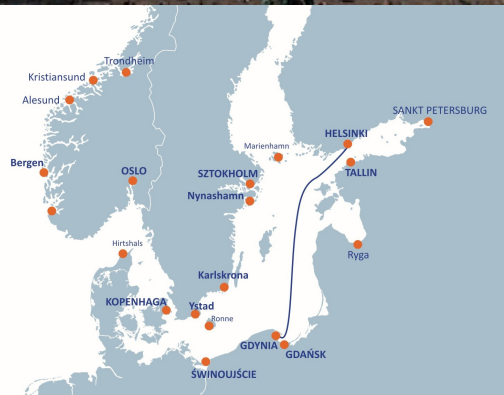 Trondheim
Kristiansund
Alesund
SANKT PETERSBURG
HELSINKI
Marienhamn
Bergen
OSLO
SZTOKHOLM
TALLIN
Nynashamn
Hirtshals
Ryga
Karlskrona
KOPENHAGA
Ystad
Ronne
GDYNIA
GDAŃSK
ŚWINOUJŚCIE